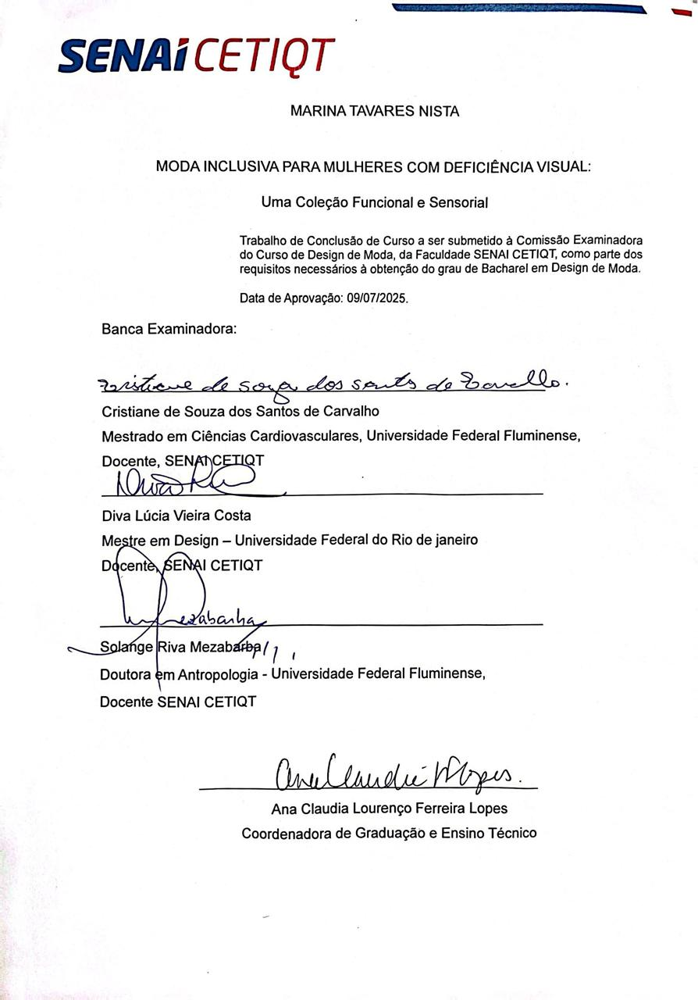 SENAI CETIQT
MARINA TAVARES NISTA
MODA INCLUSIVA PARA MULHERES COM DEFICIÊNCIA VISUAL:
Uma Coleção Funcional e Sensorial
Trabalho de Conclusão de Curso a ser submetido à Comissão Examinadora
do Curso de Design de Moda, da Faculdade SENAI CETIQT, como parte dos
requisitos necessários à obtenção do grau de Bacharel em Design de Moda.
Data de Aprovação: 09/07/2025.
Banca Examinadora:
Cristiane de Souza dos Santos de Carvalho.
Cristiane de Souza dos Santos de Carvalho
Mestrado em Ciências Cardiovasculares, Universidade Federal Fluminense,
Docente, SENAI CETIQT
Diva Lúcia Vieira Costa
Mestre em Design – Universidade Federal do Rio de janeiro
Docente, SENAI CETIQT
Mezabarba
Solange Riva Mezabarba
Doutora em Antropologia - Universidade Federal Fluminense,
Docente SENAI CETIQT
Ana Claudia Lopes.
Ana Claudia Lourenço Ferreira Lopes
Coordenadora de Graduação e Ensino Técnico